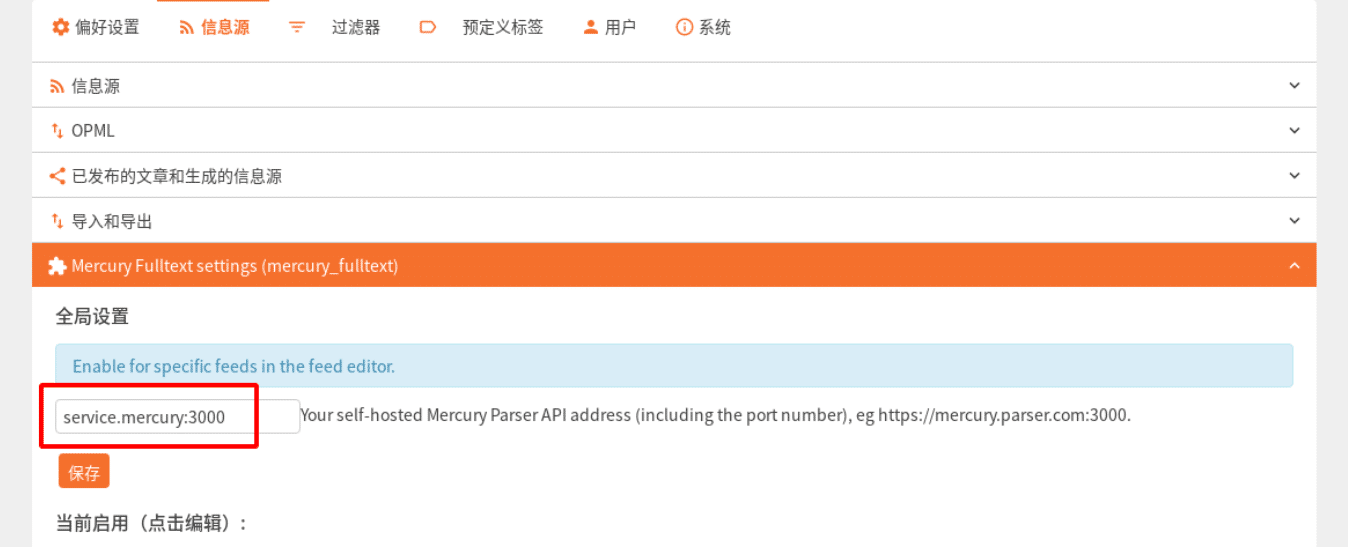 偏好设置 信息源 过滤器 预定义标签 用户 系统
信息源
OPML
已发布的文章和生成的信息源
导入和导出
Mercury Fulltext settings (mercury_fulltext)
全局设置
Enable for specific feeds in the feed editor.
service.mercury:3000 Your self-hosted Mercury Parser API address (including the port number), eg https://mercury.parser.com:3000.
保存
当前启用（点击编辑）: